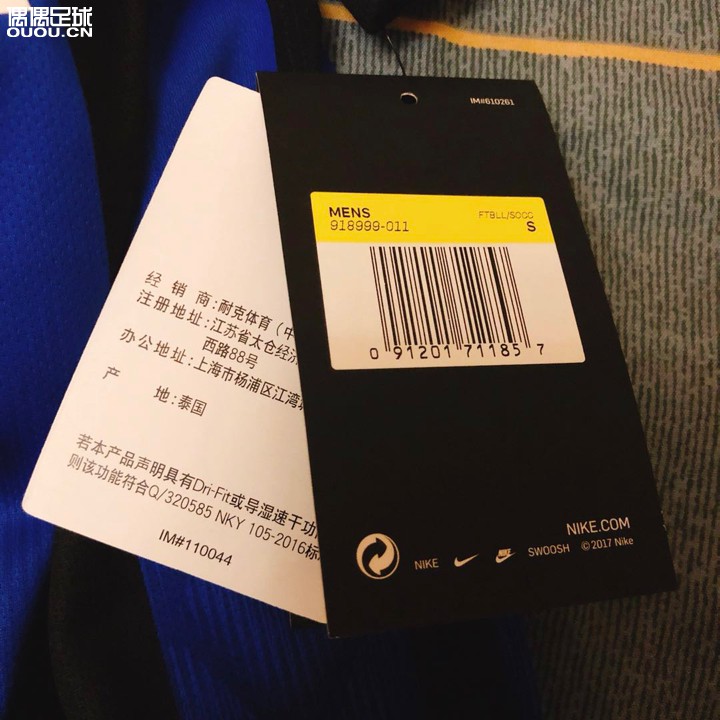 偶偶足球
OUOU.CN
IM#610261
MENS
918999-011
FTBLL/SOCC
S
0 91201 71185 7
NIKE.COM
NIKE
SWOOSH ©2017 Nike
经 销 商:耐克体育(中
注册地址:江苏省太仓经济
西路88号
办公地址:上海市杨浦区江湾
产 地:泰国
若本产品声明具有Dri-Fit或导湿速干功
则该功能符合Q/320585 NKY 105-2016标
IM#110044